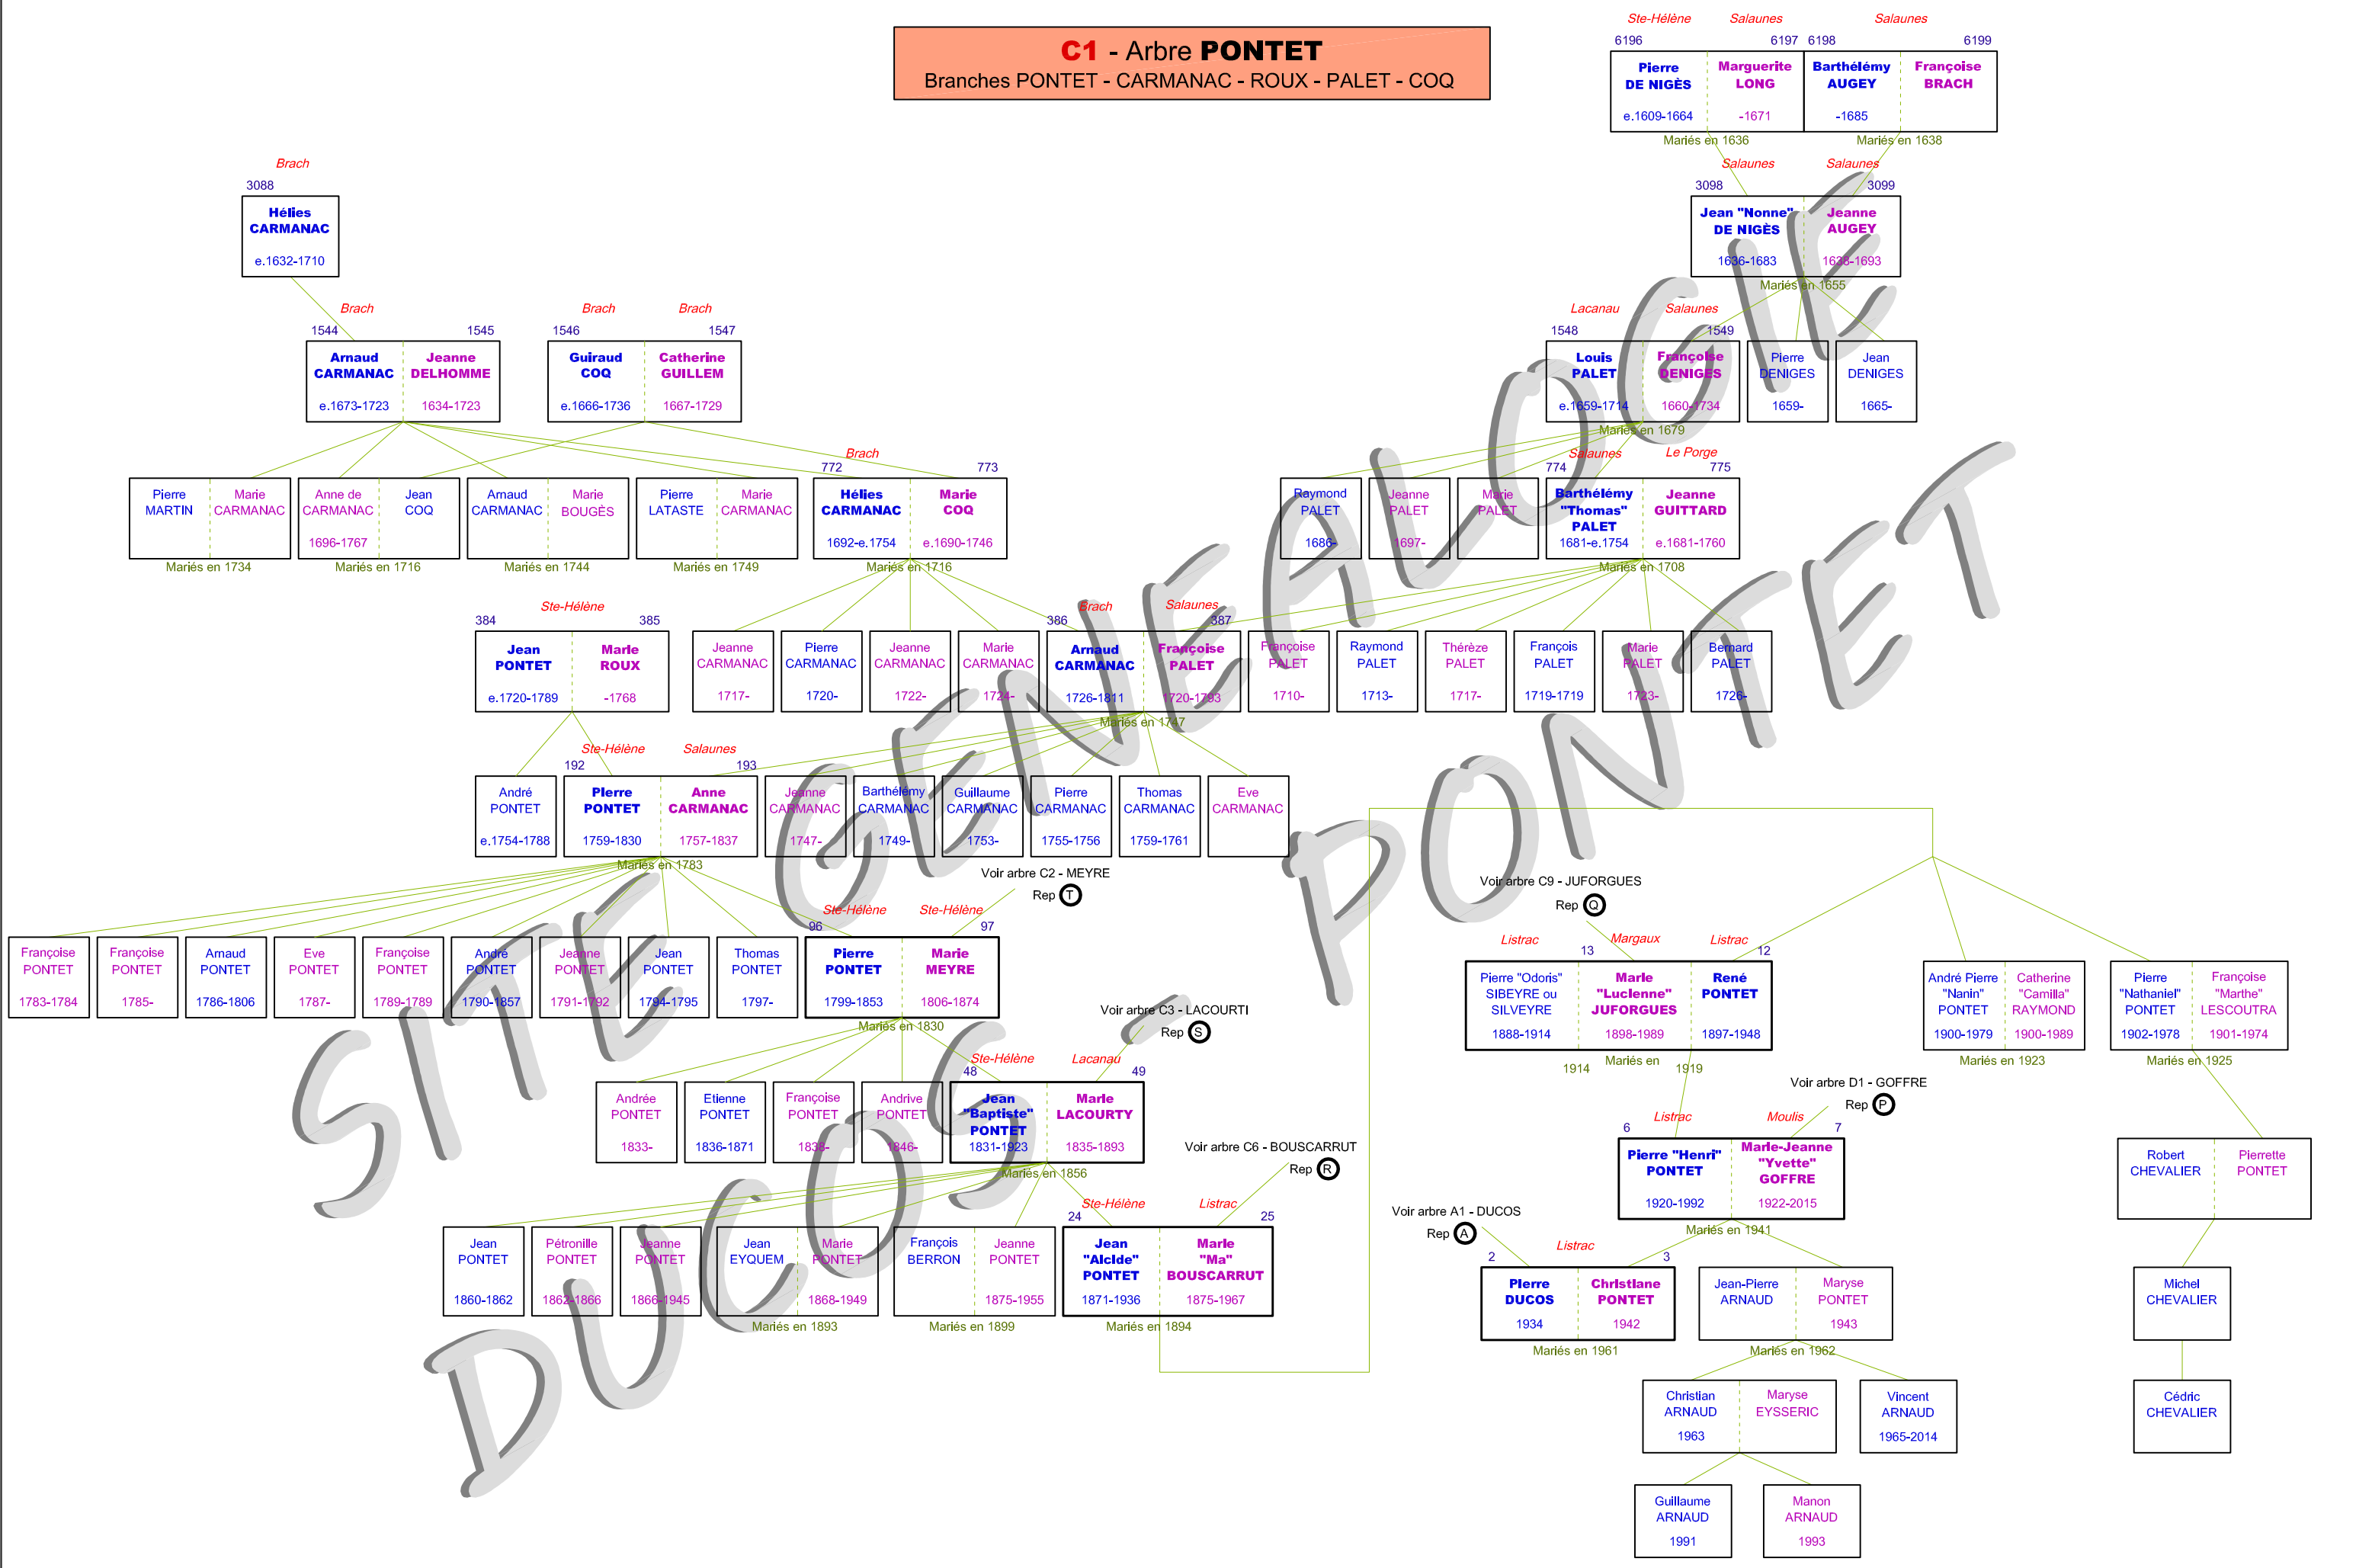 C1 - Arbre PONTET
Branches PONTET - CARMANAC - ROUX - PALET - COQ
Ste-Hélène Salaunes Salaunes
6196 6197 6198 6199
Pierre DE NIGÈS e.1609-1664
Marguerite LONG -1671
Barthélémy AUGEY -1685
Françoise BRACH
Mariés en 1636 Mariés en 1638
Brach
3088
Hélies CARMANAC e.1632-1710
Salaunes Salaunes
3098 3099
Jean "Nonne" DE NIGÈS 1636-1683
Jeanne AUGEY 1638-1693
Mariés en 1655
Brach
1544 1545
Arnaud CARMANAC e.1673-1723
Jeanne DELHOMME 1634-1723
Brach Brach
1546 1547
Guiraud COQ e.1666-1736
Catherine GUILLEM 1667-1729
Lacanau Salaunes
1548 1549
Louis PALET e.1659-1714
Françoise DENIGES 1660-1734
Mariés en 1679
Pierre DENIGES 1659-
Jean DENIGES 1665-
Pierre MARTIN
Marie CARMANAC
Mariés en 1734
Anne de CARMANAC 1696-1767
Jean COQ
Mariés en 1716
Arnaud CARMANAC
Marie BOUGÈS
Mariés en 1744
Pierre LATASTE
Marie CARMANAC
Mariés en 1749
Brach
772 773
Hélies CARMANAC 1692-e.1754
Marie COQ e.1690-1746
Mariés en 1716
Raymond PALET 1686-
Jeanne PALET 1697-
Marie PALET
Salaunes Le Porge
774 775
Barthélémy "Thomas" PALET 1681-e.1754
Jeanne GUITTARD e.1681-1760
Mariés en 1708
Ste-Hélène
384 385
Jean PONTET e.1720-1789
Marie ROUX -1768
Jeanne CARMANAC 1717-
Pierre CARMANAC 1720-
Jeanne CARMANAC 1722-
Marie CARMANAC 1724-
Brach Salaunes
386 387
Arnaud CARMANAC 1726-1811
Françoise PALET 1720-1793
Mariés en 1747
Françoise PALET 1710-
Raymond PALET 1713-
Thérèze PALET 1717-
François PALET 1719-1719
Marie PALET 1723-
Bernard PALET 1726-
André PONTET e.1754-1788
Ste-Hélène Salaunes
192 193
Pierre PONTET 1759-1830
Anne CARMANAC 1757-1837
Mariés en 1783
Jeanne CARMANAC 1747-
Barthélémy CARMANAC 1749-
Guillaume CARMANAC 1753-
Pierre CARMANAC 1755-1756
Thomas CARMANAC 1759-1761
Eve CARMANAC
Voir arbre C2 - MEYRE
Rep T
Françoise PONTET 1783-1784
Françoise PONTET 1785-
Arnaud PONTET 1786-1806
Eve PONTET 1787-
Françoise PONTET 1789-1789
André PONTET 1790-1857
Jeanne PONTET 1791-1792
Jean PONTET 1794-1795
Thomas PONTET 1797-
Ste-Hélène Ste-Hélène
96 97
Pierre PONTET 1799-1853
Marie MEYRE 1806-1874
Mariés en 1830
Voir arbre C9 - JUFORGUES
Rep Q
Listrac Margaux Listrac
13 12
Pierre "Odoris" SIBEYRE ou SILVEYRE 1888-1914
Marie "Lucienne" JUFORGUES 1898-1989
René PONTET 1897-1948
Mariés en
1914 1919
André Pierre "Nanin" PONTET 1900-1979
Catherine "Camilla" RAYMOND 1900-1989
Mariés en 1923
Pierre "Nathaniel" PONTET 1902-1978
Françoise "Marthe" LESCOUTRA 1901-1974
Mariés en 1925
Voir arbre C3 - LACOURTI
Rep S
Andrée PONTET 1833-
Etienne PONTET 1836-1871
Françoise PONTET 1838-
Andrive PONTET 1846-
Ste-Hélène Lacanau
48 49
Jean "Baptiste" PONTET 1831-1923
Marie LACOURTY 1835-1893
Mariés en 1856
Voir arbre D1 - GOFFRE
Rep P
Listrac Moulis
6 7
Pierre "Henri" PONTET 1920-1992
Marie-Jeanne "Yvette" GOFFRE 1922-2015
Mariés en 1941
Robert CHEVALIER
Pierrette PONTET
Voir arbre C6 - BOUSCARRUT
Rep R
Jean PONTET 1860-1862
Pétronille PONTET 1862-1866
Jeanne PONTET 1866-1945
Jean EYQUEM
Marie PONTET 1868-1949
Mariés en 1893
François BERRON
Jeanne PONTET 1875-1955
Mariés en 1899
Ste-Hélène Listrac
24 25
Jean "Alcide" PONTET 1871-1936
Marie "Ma" BOUSCARRUT 1875-1967
Mariés en 1894
Voir arbre A1 - DUCOS
Rep A
Listrac
2 3
Pierre DUCOS 1934
Christiane PONTET 1942
Mariés en 1961
Jean-Pierre ARNAUD
Maryse PONTET 1943
Mariés en 1962
Michel CHEVALIER
Christian ARNAUD 1963
Maryse EYSSERIC
Vincent ARNAUD 1965-2014
Cédric CHEVALIER
Guillaume ARNAUD 1991
Manon ARNAUD 1993
SITE GENEALOGIE
DUCOS - PONTET